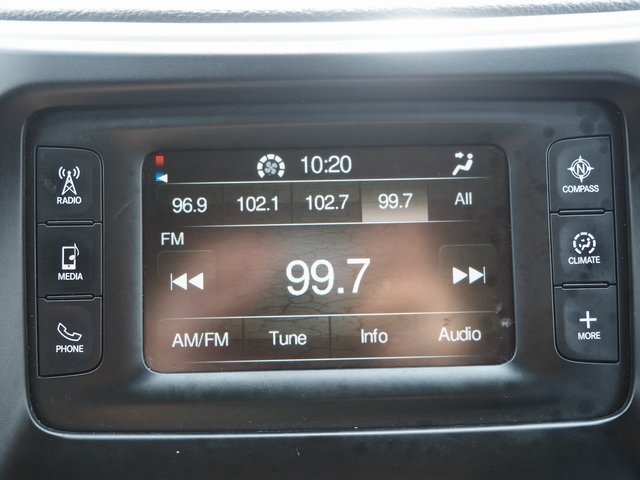 10:20
96.9 102.1 102.7 99.7 All
FM
99.7
AM/FM Tune Info Audio
RADIO
MEDIA
PHONE
N
COMPASS
CLIMATE
MORE